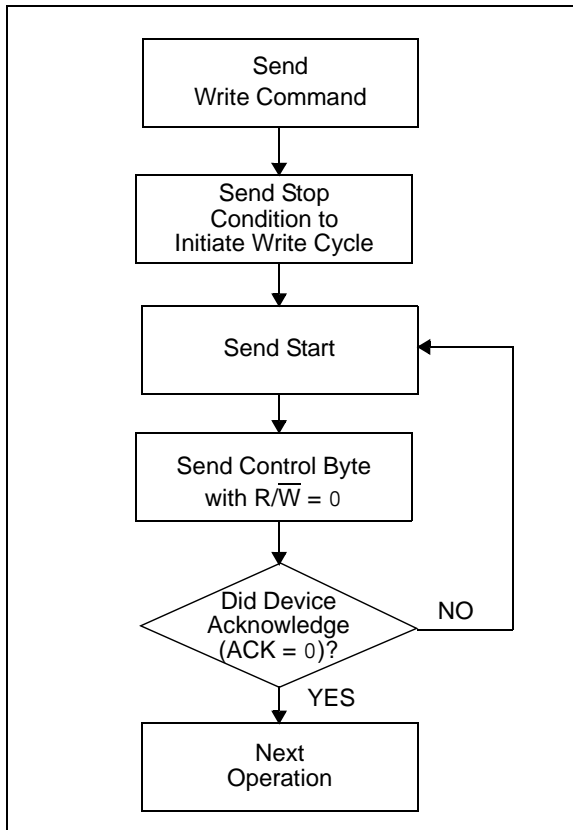 Send
Write Command
Send Stop
Condition to
Initiate Write Cycle
Send Start
Send Control Byte
with R/W̅ = 0
Did Device
Acknowledge
(ACK = 0)?
NO
YES
Next
Operation